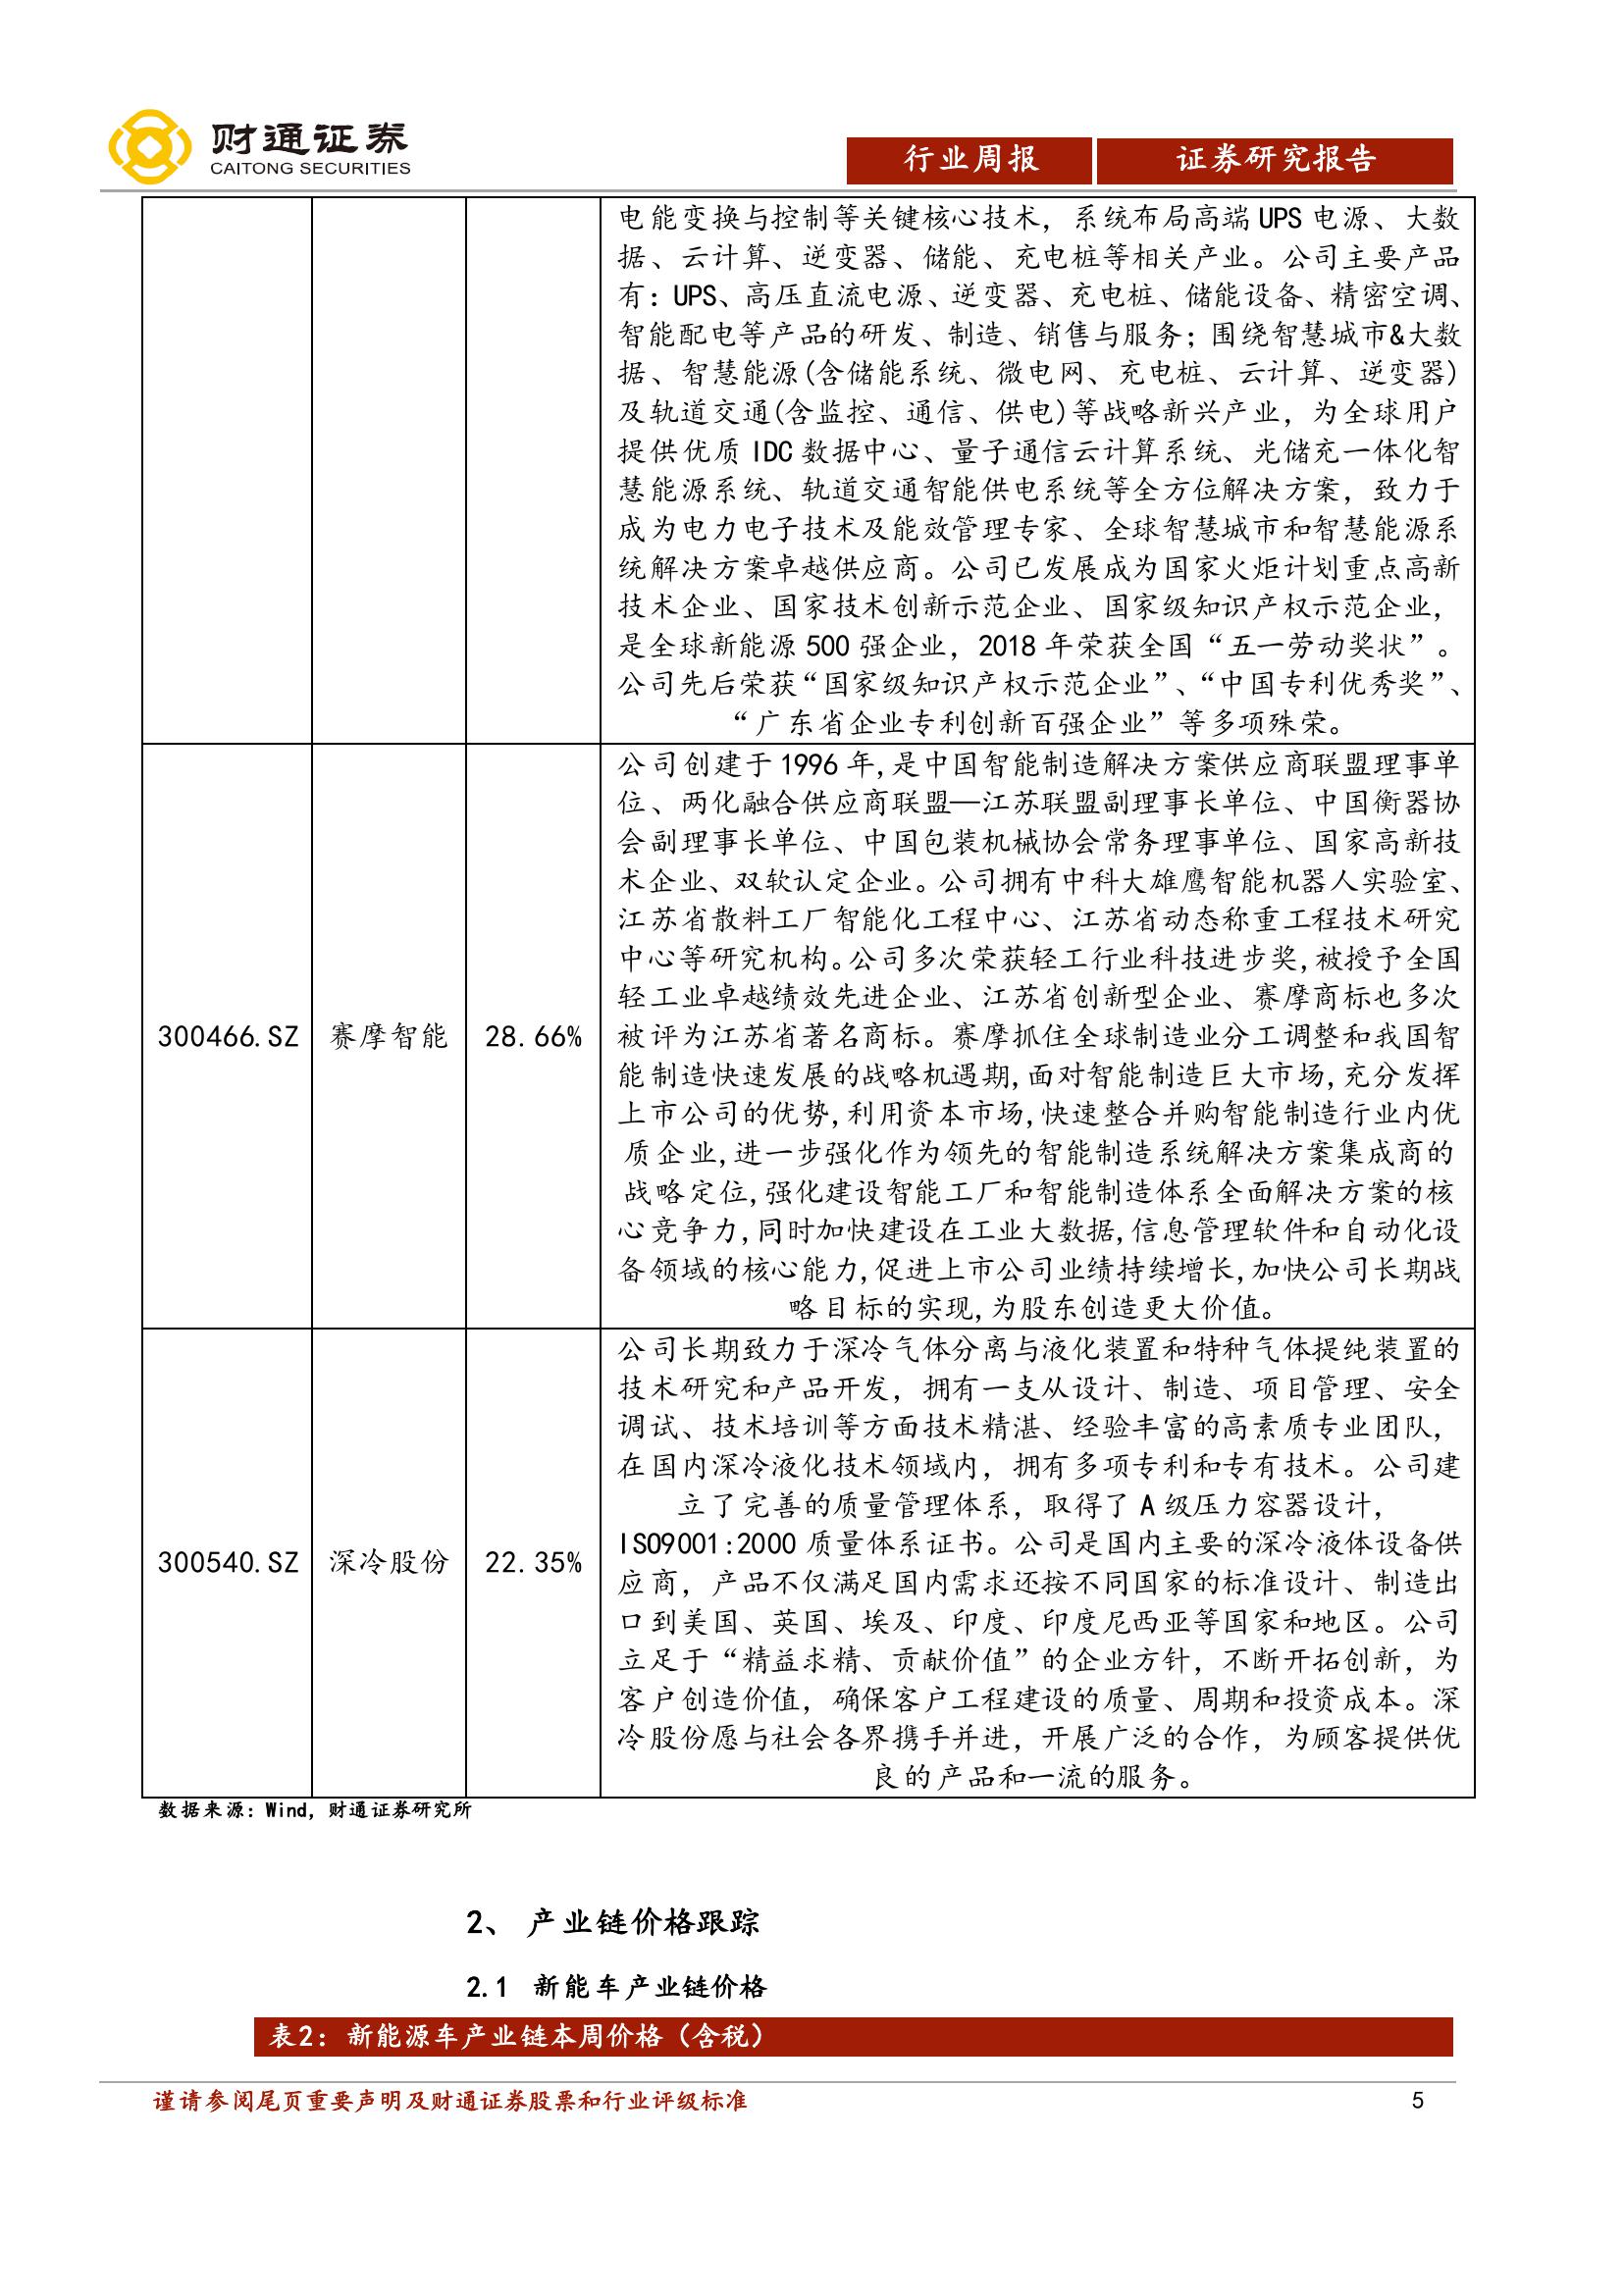 财通证券
CAITONG SECURITIES
行业周报 证券研究报告
电能变换与控制等关键核心技术，系统布局高端 UPS 电源、大数
据、云计算、逆变器、储能、充电桩等相关产业。公司主要产品
有：UPS、高压直流电源、逆变器、充电桩、储能设备、精密空调、
智能配电等产品的研发、制造、销售与服务；围绕智慧城市&大数
据、智慧能源(含储能系统、微电网、充电桩、云计算、逆变器)
及轨道交通(含监控、通信、供电)等战略新兴产业，为全球用户
提供优质 IDC 数据中心、量子通信云计算系统、光储充一体化智
慧能源系统、轨道交通智能供电系统等全方位解决方案，致力于
成为电力电子技术及能效管理专家、全球智慧城市和智慧能源系
统解决方案卓越供应商。公司已发展成为国家火炬计划重点高新
技术企业、国家技术创新示范企业、国家级知识产权示范企业，
是全球新能源 500 强企业，2018 年荣获全国“五一劳动奖状”。
公司先后荣获“国家级知识产权示范企业”、“中国专利优秀奖”、
“广东省企业专利创新百强企业”等多项殊荣。
300466.SZ 赛摩智能 28.66%
公司创建于 1996 年,是中国智能制造解决方案供应商联盟理事单
位、两化融合供应商联盟—江苏联盟副理事长单位、中国衡器协
会副理事长单位、中国包装机械协会常务理事单位、国家高新技
术企业、双软认定企业。公司拥有中科大雄鹰智能机器人实验室、
江苏省散料工厂智能化工程中心、江苏省动态称重工程技术研究
中心等研究机构。公司多次荣获轻工行业科技进步奖,被授予全国
轻工业卓越绩效先进企业、江苏省创新型企业、赛摩商标也多次
被评为江苏省著名商标。赛摩抓住全球制造业分工调整和我国智
能制造快速发展的战略机遇期,面对智能制造巨大市场,充分发挥
上市公司的优势,利用资本市场,快速整合并购智能制造行业内优
质企业,进一步强化作为领先的智能制造系统解决方案集成商的
战略定位,强化建设智能工厂和智能制造体系全面解决方案的核
心竞争力,同时加快建设在工业大数据,信息管理软件和自动化设
备领域的核心能力,促进上市公司业绩持续增长,加快公司长期战
略目标的实现,为股东创造更大价值。
300540.SZ 深冷股份 22.35%
公司长期致力于深冷气体分离与液化装置和特种气体提纯装置的
技术研究和产品开发，拥有一支从设计、制造、项目管理、安全
调试、技术培训等方面技术精湛、经验丰富的高素质专业团队，
在国内深冷液化技术领域内，拥有多项专利和专有技术。公司建
立了完善的质量管理体系，取得了 A 级压力容器设计，
ISO9001:2000 质量体系证书。公司是国内主要的深冷液体设备供
应商，产品不仅满足国内需求还按不同国家的标准设计、制造出
口到美国、英国、埃及、印度、印度尼西亚等国家和地区。公司
立足于“精益求精、贡献价值”的企业方针，不断开拓创新，为
客户创造价值，确保客户工程建设的质量、周期和投资成本。深
冷股份愿与社会各界携手并进，开展广泛的合作，为顾客提供优
良的产品和一流的服务。
数据来源：Wind，财通证券研究所
2、 产业链价格跟踪
2.1 新能车产业链价格
表2：新能源车产业链本周价格（含税）
谨请参阅尾页重要声明及财通证券股票和行业评级标准 5